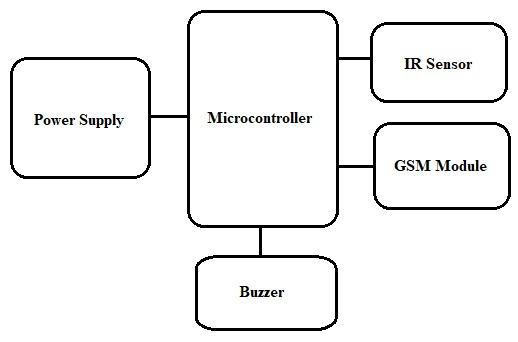 Power Supply
Microcontroller
IR Sensor
GSM Module
Buzzer